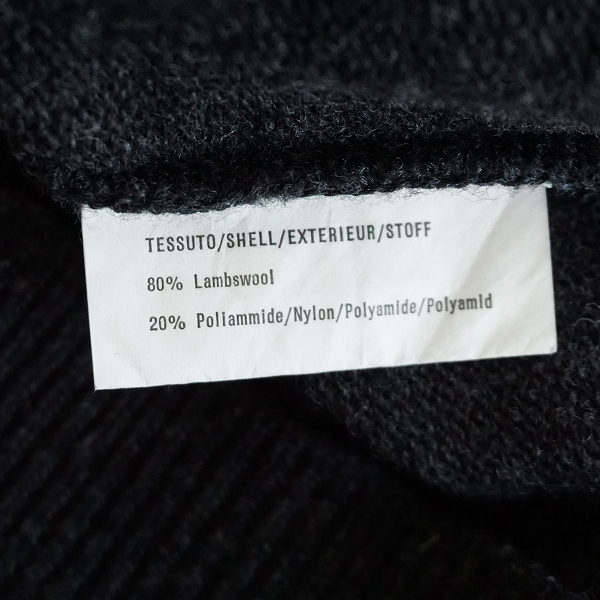 TESSUTO/SHELL/EXTERIEUR/STOFF
80% Lambswool
20% Poliammide/Nylon/Polyamide/Polyamid